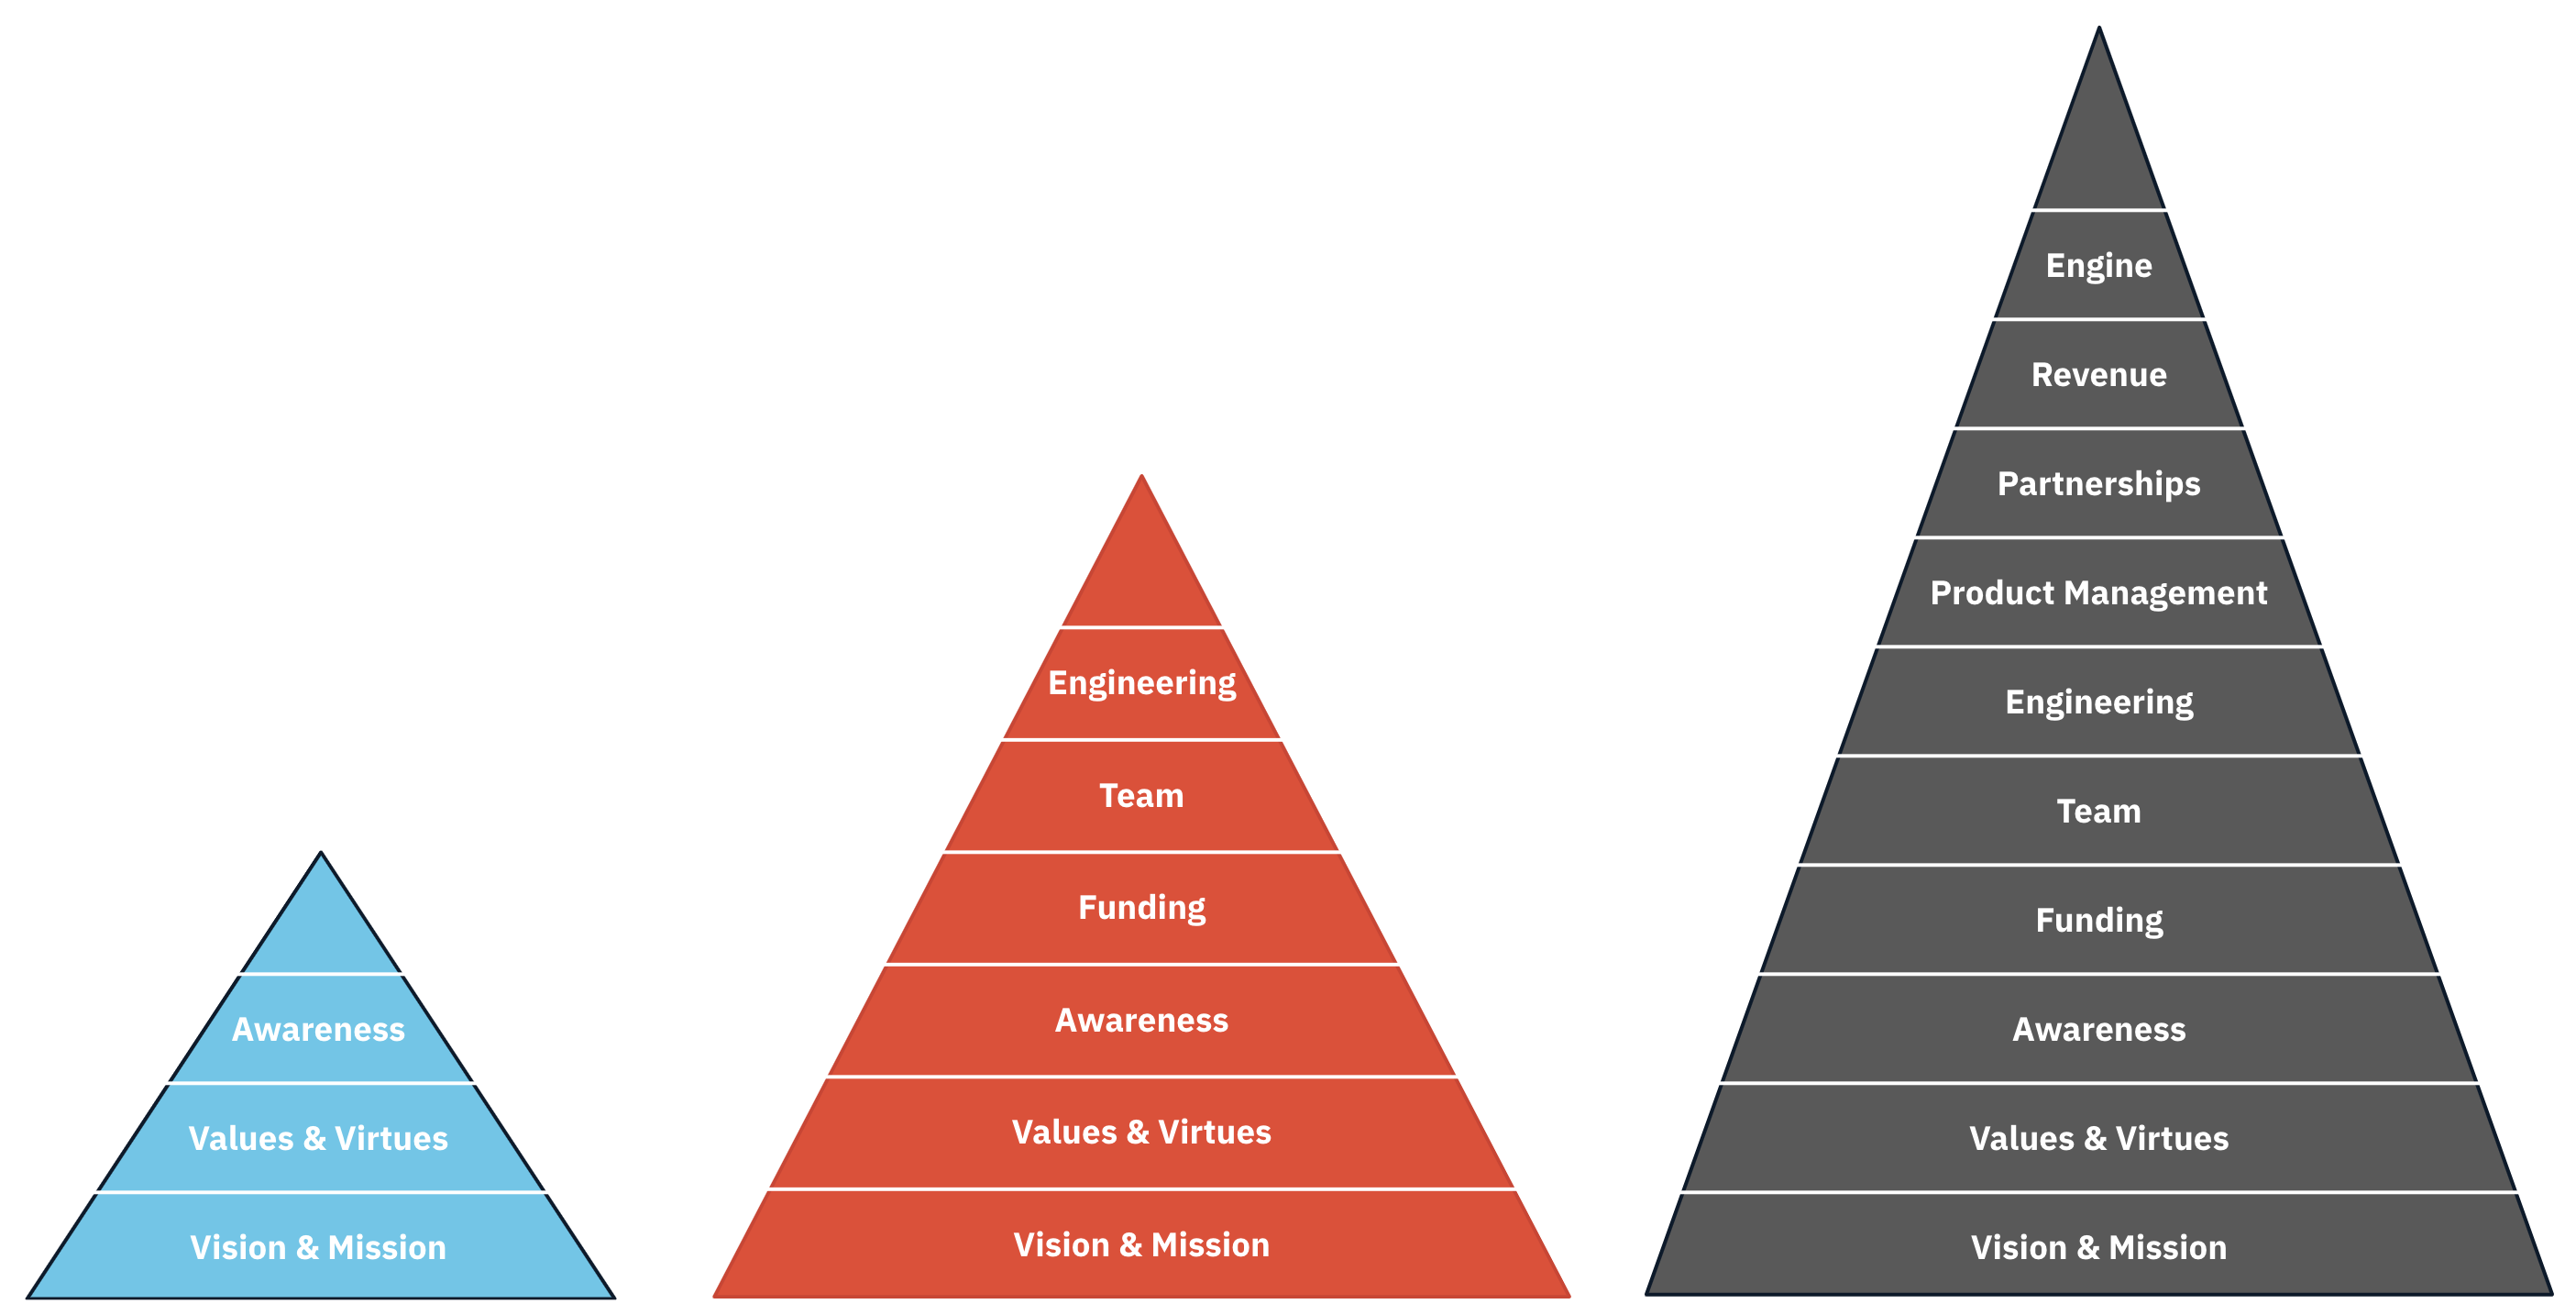 Awareness
Values & Virtues
Vision & Mission
Engineering
Team
Funding
Awareness
Values & Virtues
Vision & Mission
Engine
Revenue
Partnerships
Product Management
Engineering
Team
Funding
Awareness
Values & Virtues
Vision & Mission